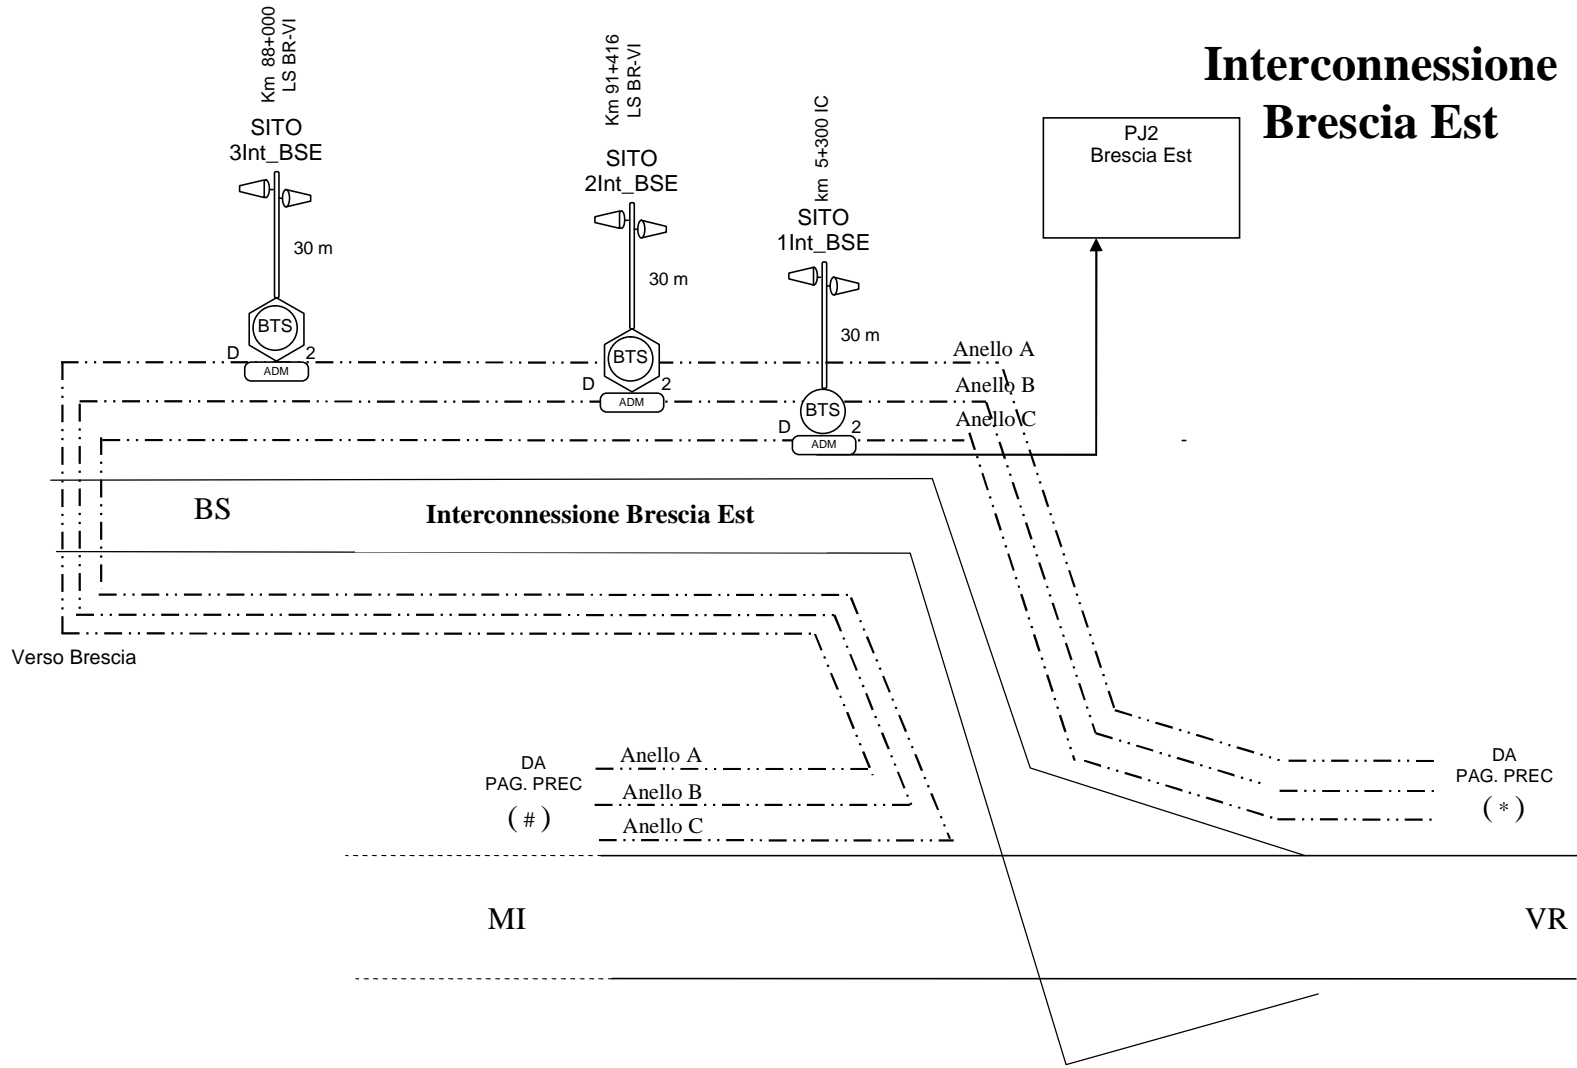 Interconnessione
Brescia Est
Km 88+000
LS BR-VI
SITO
3Int_BSE
30 m
BTS
D
2
ADM
Km 91+416
LS BR-VI
SITO
2Int_BSE
30 m
BTS
D
2
ADM
km 5+300 IC
SITO
1Int_BSE
30 m
BTS
D
2
ADM
PJ2
Brescia Est
Anello A
Anello B
Anello C
-
BS
Interconnessione Brescia Est
Verso Brescia
DA
PAG. PREC
( # )
Anello A
Anello B
Anello C
DA
PAG. PREC
( * )
MI
VR